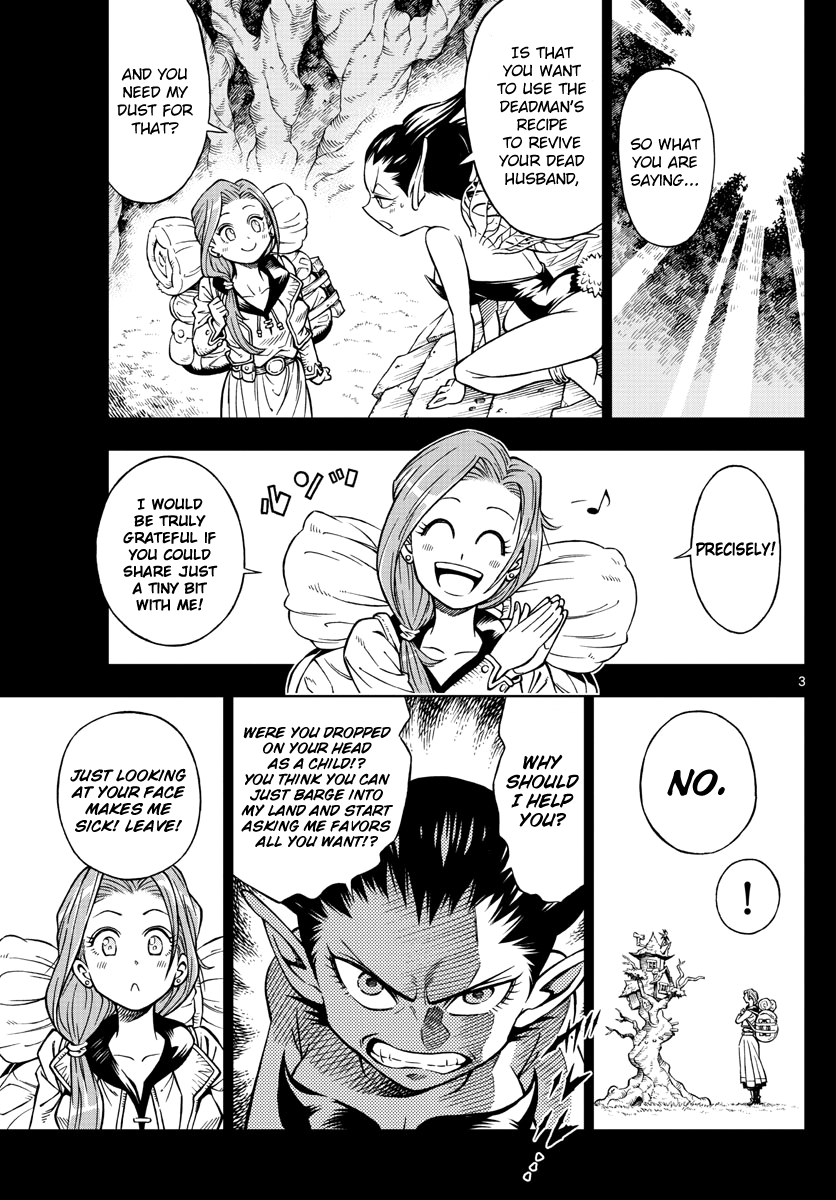 SO WHAT
YOU ARE
SAYING...
IS THAT
YOU WANT
TO USE THE
DEADMAN'S
RECIPE
TO REVIVE
YOUR DEAD
HUSBAND,
AND YOU
NEED MY
DUST FOR
THAT?
PRECISELY!
♪
ルンッ
I WOULD
BE TRULY
GRATEFUL IF
YOU COULD
SHARE JUST
A TINY BIT
WITH ME!
3
NO.
!
WHY
SHOULD
I HELP
YOU?
WERE YOU DROPPED
ON YOUR HEAD
AS A CHILD!?
YOU THINK YOU CAN
JUST BARGE INTO
MY LAND AND START
ASKING ME FAVORS
ALL YOU WANT!?
JUST LOOKING
AT YOUR FACE
MAKES ME
SICK! LEAVE!